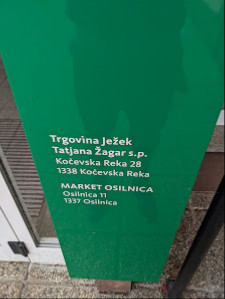 Trgovina Ježek
Tatjana Žagar s.p.
Kočevska Reka 28
1338 Kočevska Reka
MARKET OSILNICA
Osilnica 11
1337 Osilnica